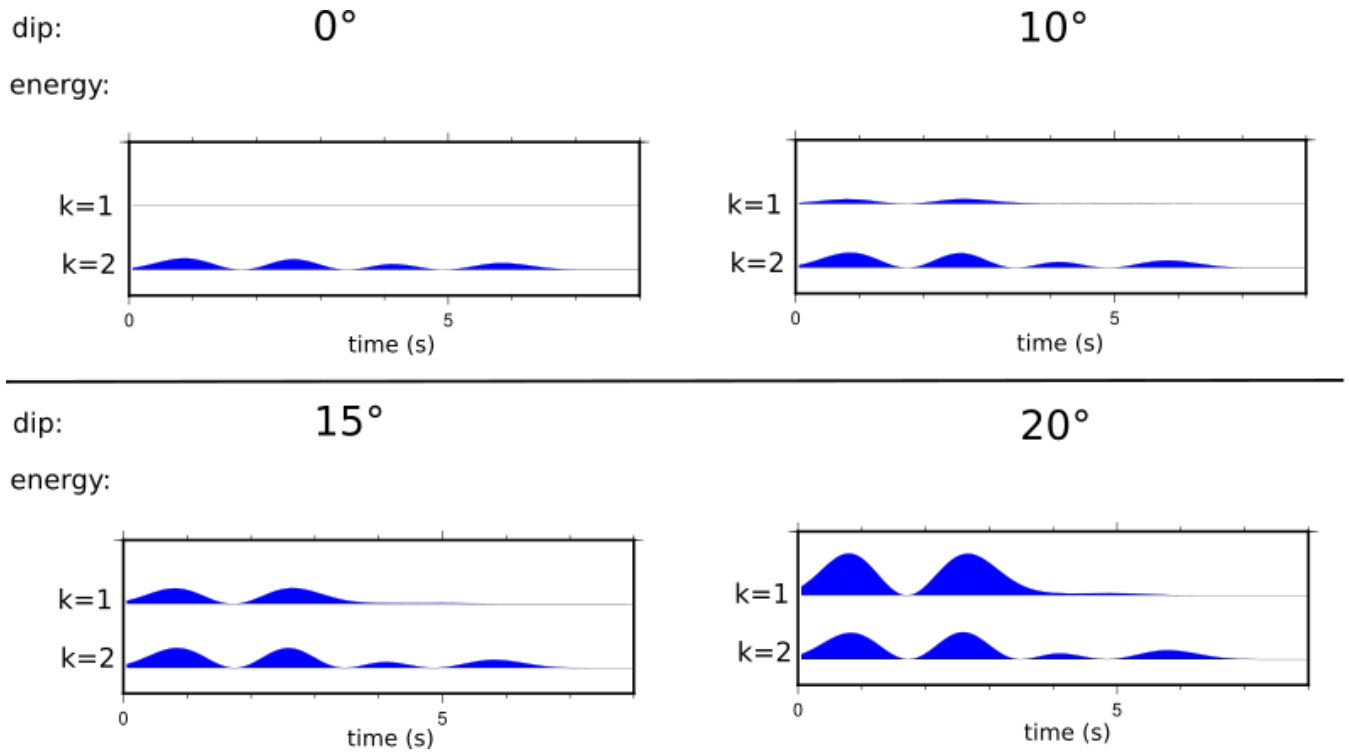 dip: 0° 10°
energy:
k=1 k=1
k=2 k=2
0 5 0 5
time (s) time (s)
dip: 15° 20°
energy:
k=1 k=1
k=2 k=2
0 5 0 5
time (s) time (s)